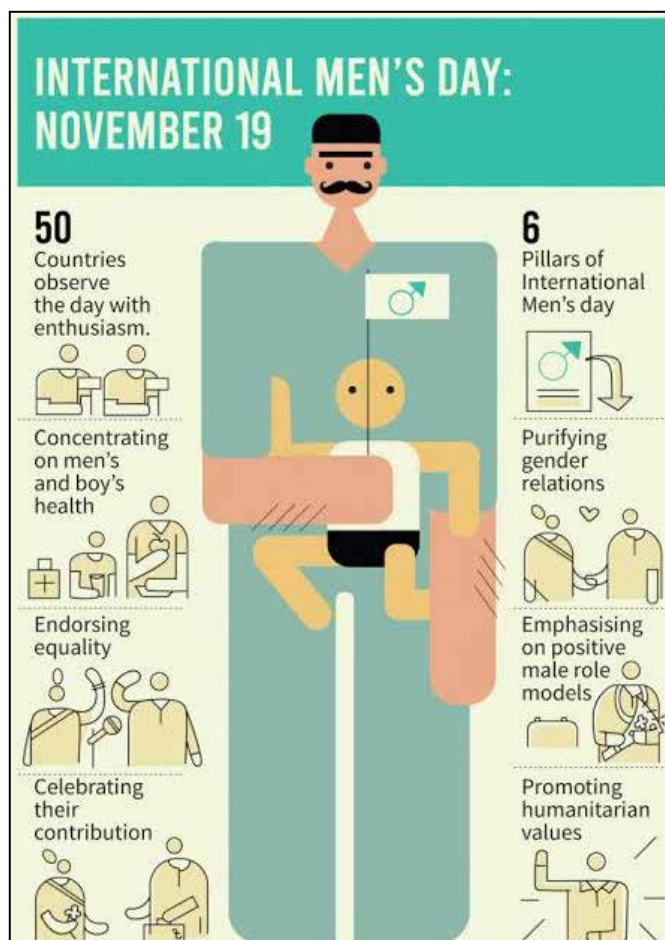 INTERNATIONAL MEN'S DAY:
NOVEMBER 19
50
Countries
observe
the day with
enthusiasm.
Concentrating
on men's
and boy's
health
Endorsing
equality
Celebrating
their
contribution
6
Pillars of
International
Men's day
Purifying
gender
relations
Emphasising
on positive
male role
models
Promoting
humanitarian
values